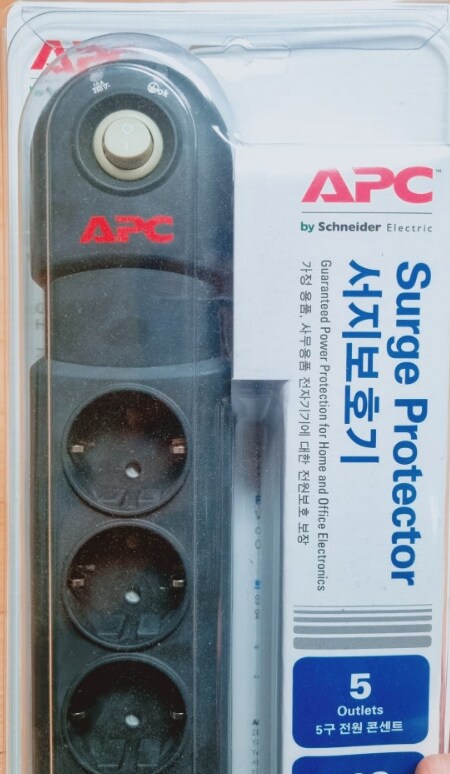 APC
APC
APC
by Schneider Electric
Surge Protector
서지보호기
Guaranteed Power Protection for Home and Office Electronics
가정 용품, 사무용품 전자기기에 대한 전원보호 보장
5
Outlets
5구 전원 콘센트